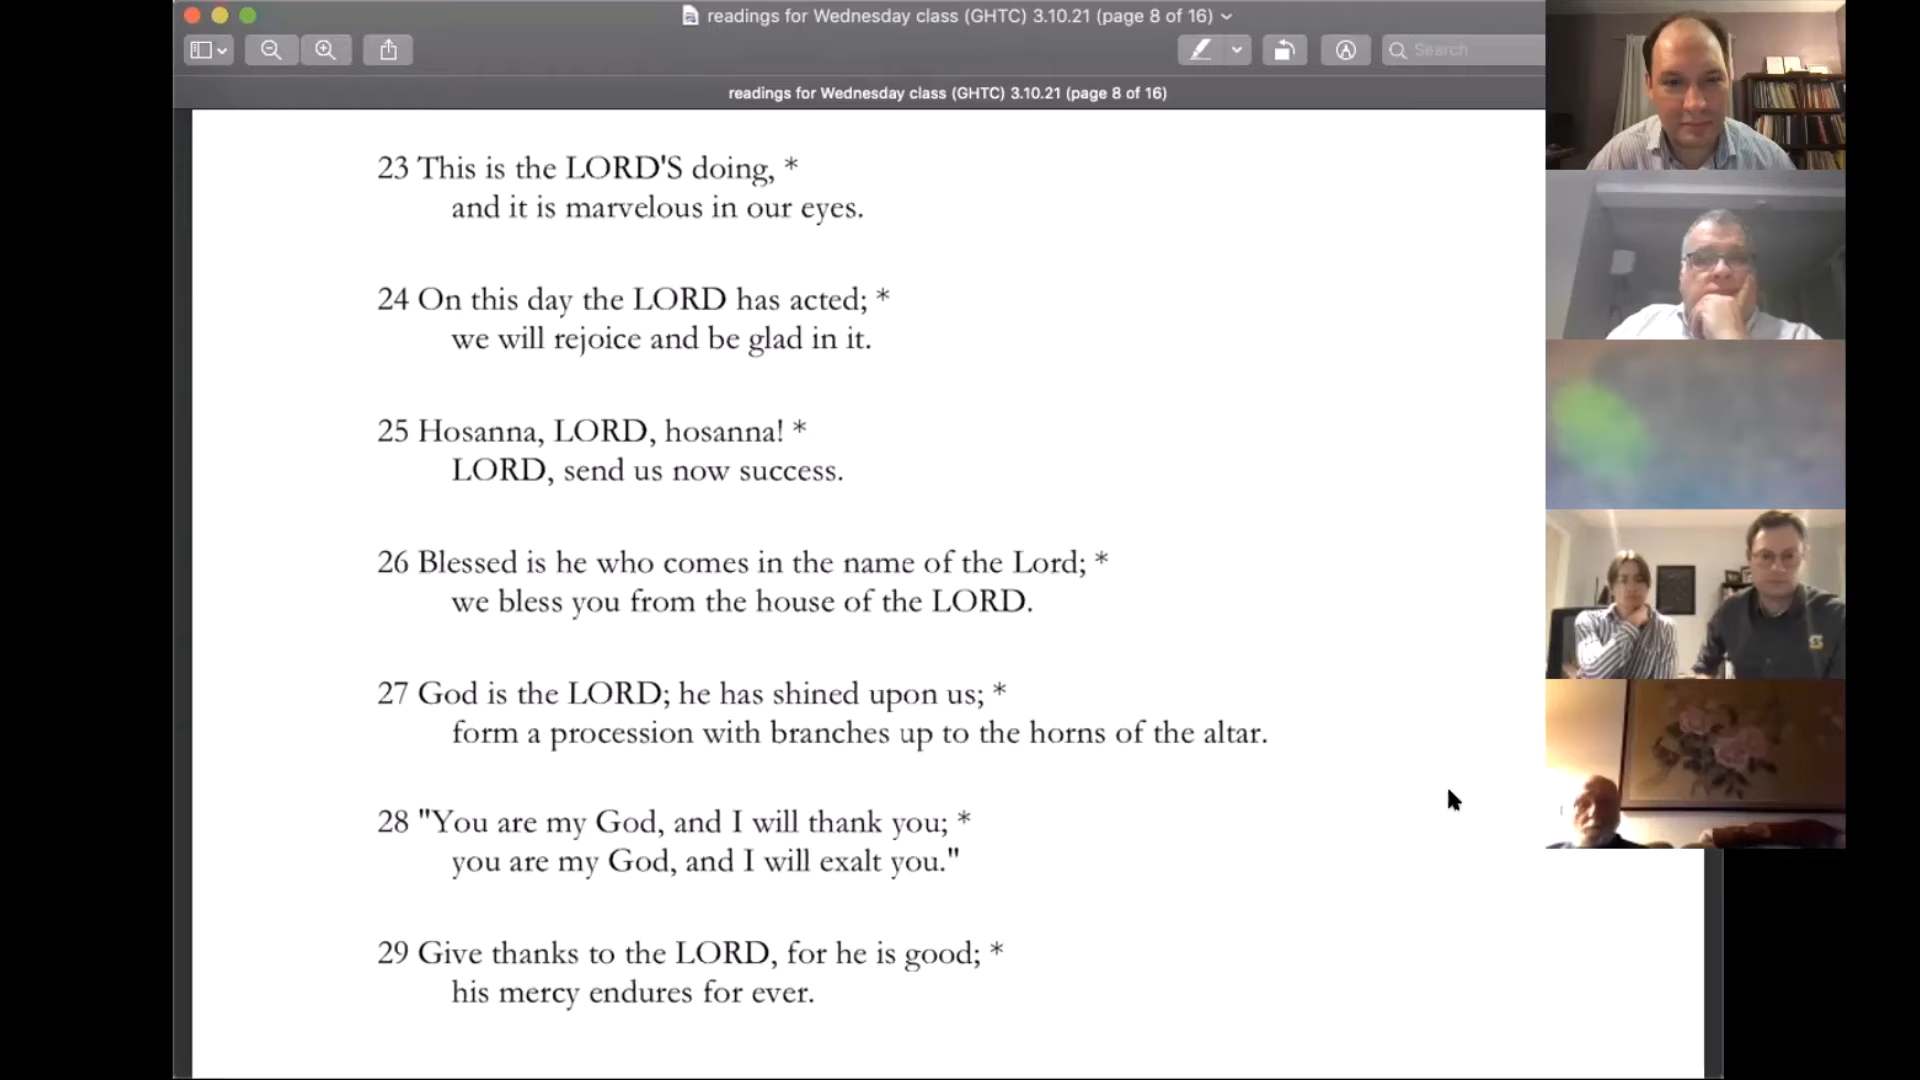 readings for Wednesday class (GHTC) 3.10.21 (page 8 of 16)
Search
readings for Wednesday class (GHTC) 3.10.21 (page 8 of 16)
23 This is the LORD'S doing, *
and it is marvelous in our eyes.
24 On this day the LORD has acted; *
we will rejoice and be glad in it.
25 Hosanna, LORD, hosanna! *
LORD, send us now success.
26 Blessed is he who comes in the name of the Lord; *
we bless you from the house of the LORD.
27 God is the LORD; he has shined upon us; *
form a procession with branches up to the horns of the altar.
28 "You are my God, and I will thank you; *
you are my God, and I will exalt you."
29 Give thanks to the LORD, for he is good; *
his mercy endures for ever.